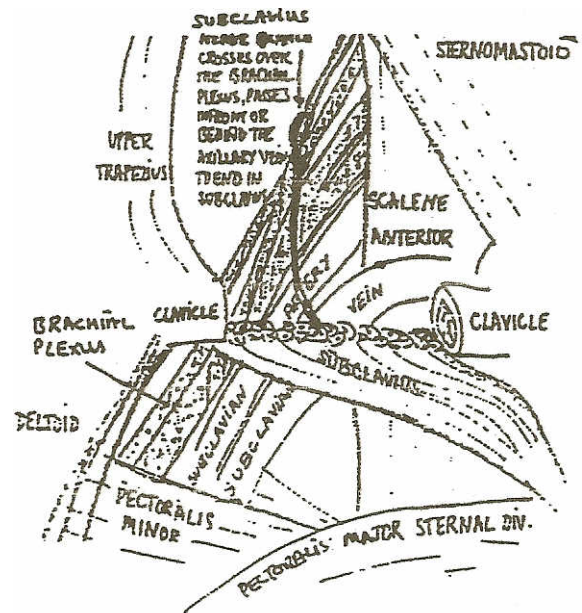 SUBCLAVIUS
NERVE BRANCH
CROSSES OVER
THE BRACHIAL
PLEXUS, PASSES
INFRONT OR
BEHIND THE
AXILLARY VEIN
TO END IN
SUBCLAVIUS
STERNOMASTOID
UPPER
TRAPEZIUS
SCALENE
ANTERIOR
ARTERY
VEIN
CLAVICLE
CLAVICLE
BRACHIAL
PLEXUS
SUBCLAVIUS
DELTOID
SUBCLAVIAN
SUBCLAVIAN
PECTORALIS
MINOR
PECTORALIS MAJOR STERNAL DIV.